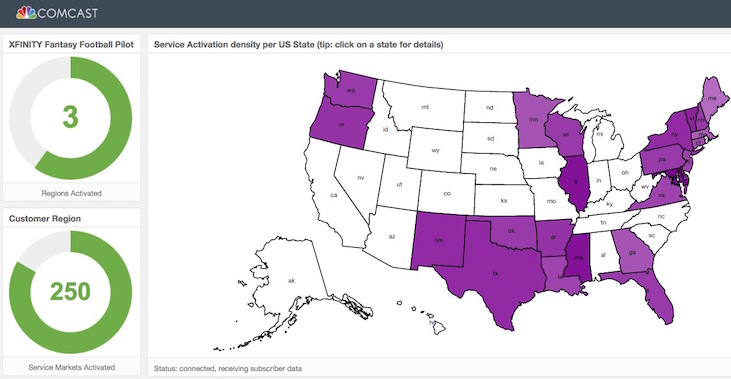 COMCAST
XFINITY Fantasy Football Pilot
3
Regions Activated
Customer Region
250
Service Markets Activated
Service Activation density per US State (tip: click on a state for details)
wa
mt
nd
mn
me
or
id
sd
wi
mi
ny
vt
wy
ia
pa
ne
nv
ut
co
il
in
oh
wv
va
ca
ks
mo
ky
nc
az
nm
ok
ar
tn
sc
tx
ms
al
ga
la
fl
ak
hi
Status: connected, receiving subscriber data